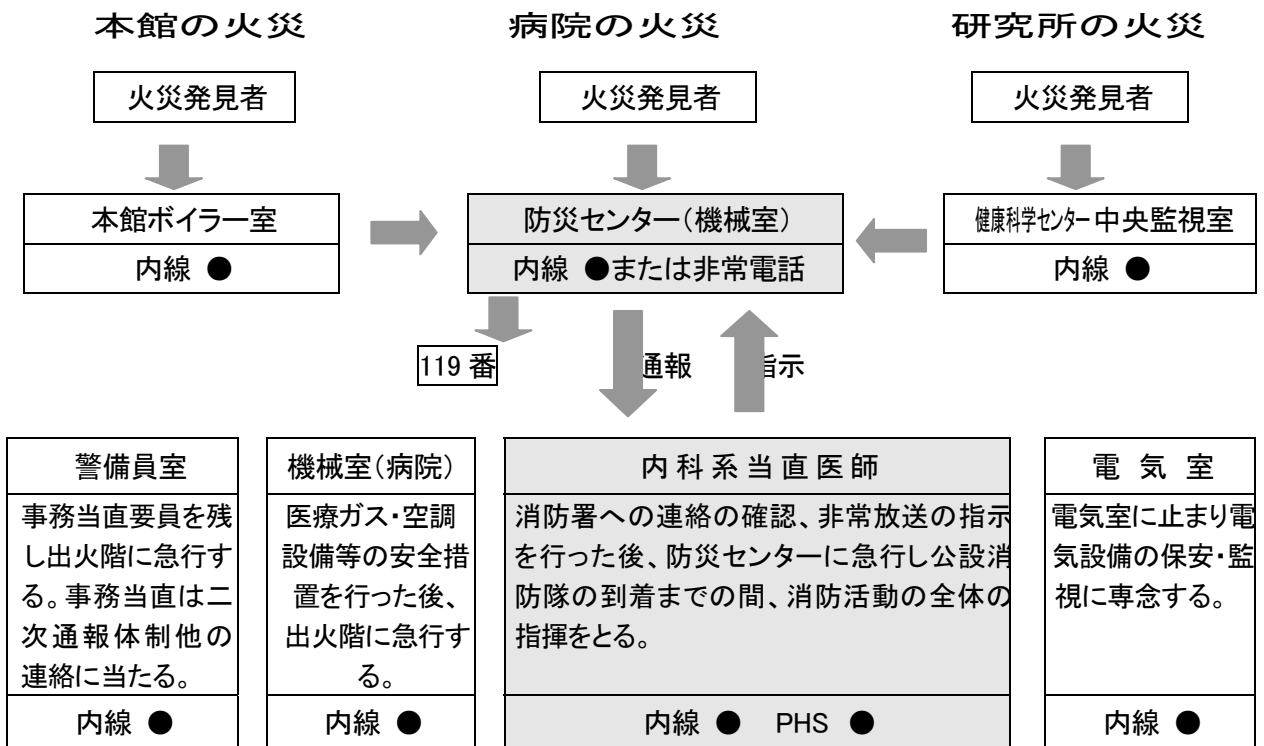 本館の火災
病院の火災
研究所の火災
火災発見者
火災発見者
火災発見者
本館ボイラー室
内線 ●
防災センター(機械室)
内線 ●または非常電話
健康科学センター中央監視室
内線 ●
119番
通報
指示
警備員室
事務当直要員を残
し出火階に急行す
る。事務当直は二
次通報体制他の
連絡に当たる。
内線 ●
機械室(病院)
医療ガス・空調
設備等の安全措
置を行った後、
出火階に急行す
る。
内線 ●
内科系当直医師
消防署への連絡の確認、非常放送の指示
を行った後、防災センターに急行し公設消
防隊の到着までの間、消防活動の全体の
指揮をとる。
内線 ● PHS ●
電気室
電気室に止まり電
気設備の保安・監
視に専念する。
内線 ●